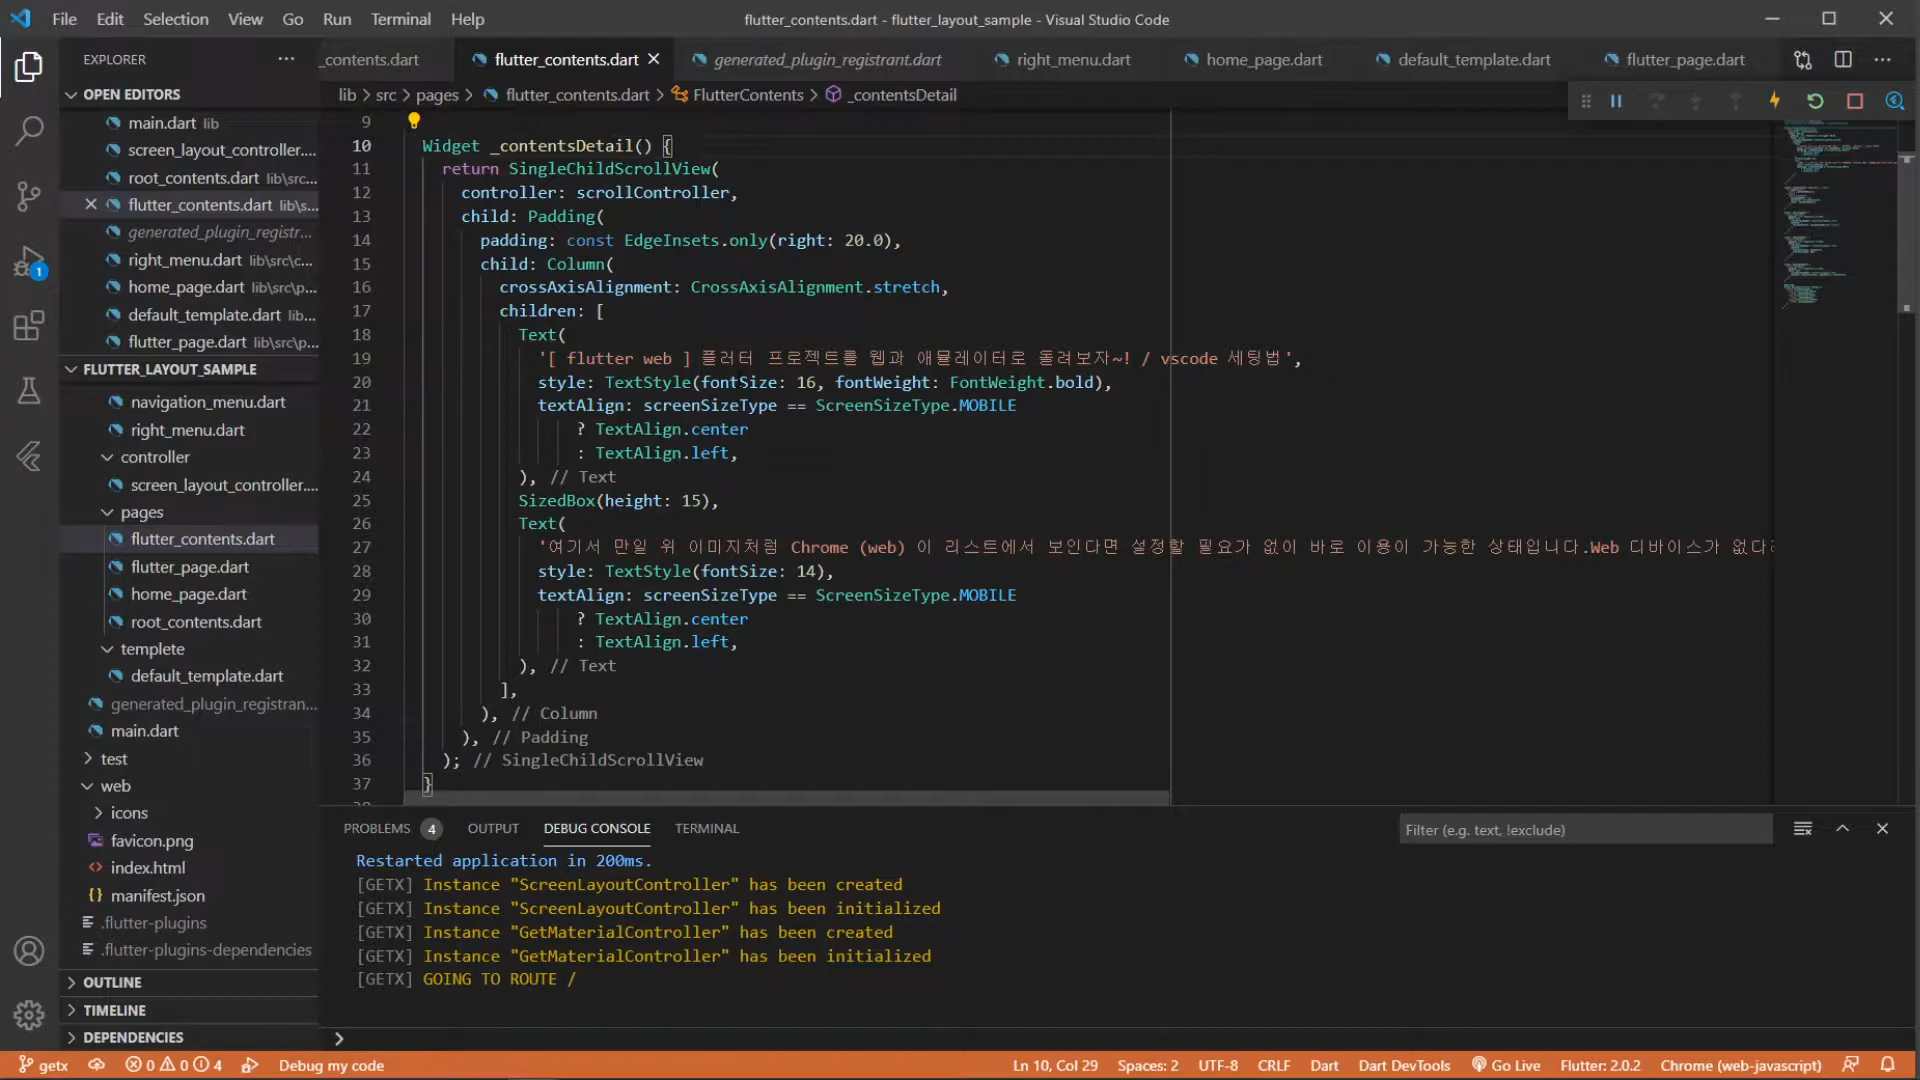 File Edit Selection View Go Run Terminal Help
flutter_contents.dart - flutter_layout_sample - Visual Studio Code
EXPLORER
_contents.dart
flutter_contents.dart
generated_plugin_registrant.dart
right_menu.dart
home_page.dart
default_template.dart
flutter_page.dart
lib > src > pages > flutter_contents.dart > FlutterContents > _contentsDetail
OPEN EDITORS
main.dart lib
screen_layout_controller....
root_contents.dart lib\src...
flutter_contents.dart lib\s...
generated_plugin_registr...
right_menu.dart lib\src\c...
home_page.dart lib\src\p...
default_template.dart lib...
flutter_page.dart lib\src\p...
FLUTTER_LAYOUT_SAMPLE
navigation_menu.dart
right_menu.dart
controller
screen_layout_controller....
pages
flutter_contents.dart
flutter_page.dart
home_page.dart
root_contents.dart
templete
default_template.dart
generated_plugin_registran...
main.dart
test
web
icons
favicon.png
index.html
manifest.json
.flutter-plugins
.flutter-plugins-dependencies
OUTLINE
TIMELINE
DEPENDENCIES
9
10 Widget _contentsDetail() {
11 return SingleChildScrollView(
12 controller: scrollController,
13 child: Padding(
14 padding: const EdgeInsets.only(right: 20.0),
15 child: Column(
16 crossAxisAlignment: CrossAxisAlignment.stretch,
17 children: [
18 Text(
19 '[ flutter web ] 플러터 프로젝트를 웹과 애뮬레이터로 돌려보자~! / vscode 세팅법',
20 style: TextStyle(fontSize: 16, fontWeight: FontWeight.bold),
21 textAlign: screenSizeType == ScreenSizeType.MOBILE
22 ? TextAlign.center
23 : TextAlign.left,
24 ), // Text
25 SizedBox(height: 15),
26 Text(
27 '여기서 만일 위 이미지처럼 Chrome (web) 이 리스트에서 보인다면 설정할 필요가 없이 바로 이용이 가능한 상태입니다.Web 디바이스가 없다
28 style: TextStyle(fontSize: 14),
29 textAlign: screenSizeType == ScreenSizeType.MOBILE
30 ? TextAlign.center
31 : TextAlign.left,
32 ), // Text
33 ],
34 ), // Column
35 ), // Padding
36 ); // SingleChildScrollView
37 }
PROBLEMS 4 OUTPUT DEBUG CONSOLE TERMINAL
Filter (e.g. text, !exclude)
Restarted application in 200ms.
[GETX] Instance "ScreenLayoutController" has been created
[GETX] Instance "ScreenLayoutController" has been initialized
[GETX] Instance "GetMaterialController" has been created
[GETX] Instance "GetMaterialController" has been initialized
[GETX] GOING TO ROUTE /
1
getx 0 0 4 Debug my code
Ln 10, Col 29 Spaces: 2 UTF-8 CRLF Dart Dart DevTools Go Live Flutter: 2.0.2 Chrome (web-javascript)